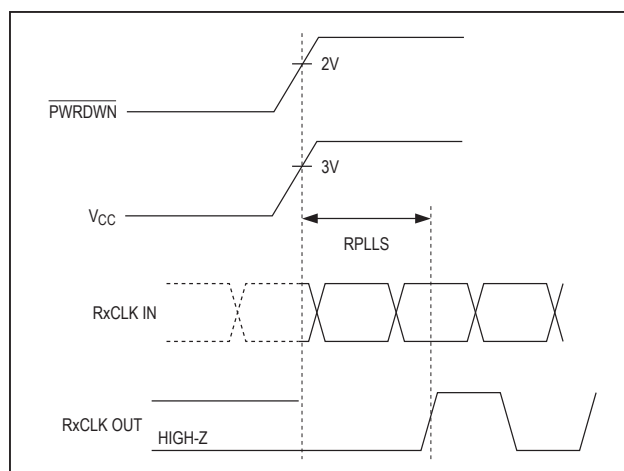 2V
PWRDWN
3V
VCC
RPLLS
RxCLK IN
RxCLK OUT
HIGH-Z